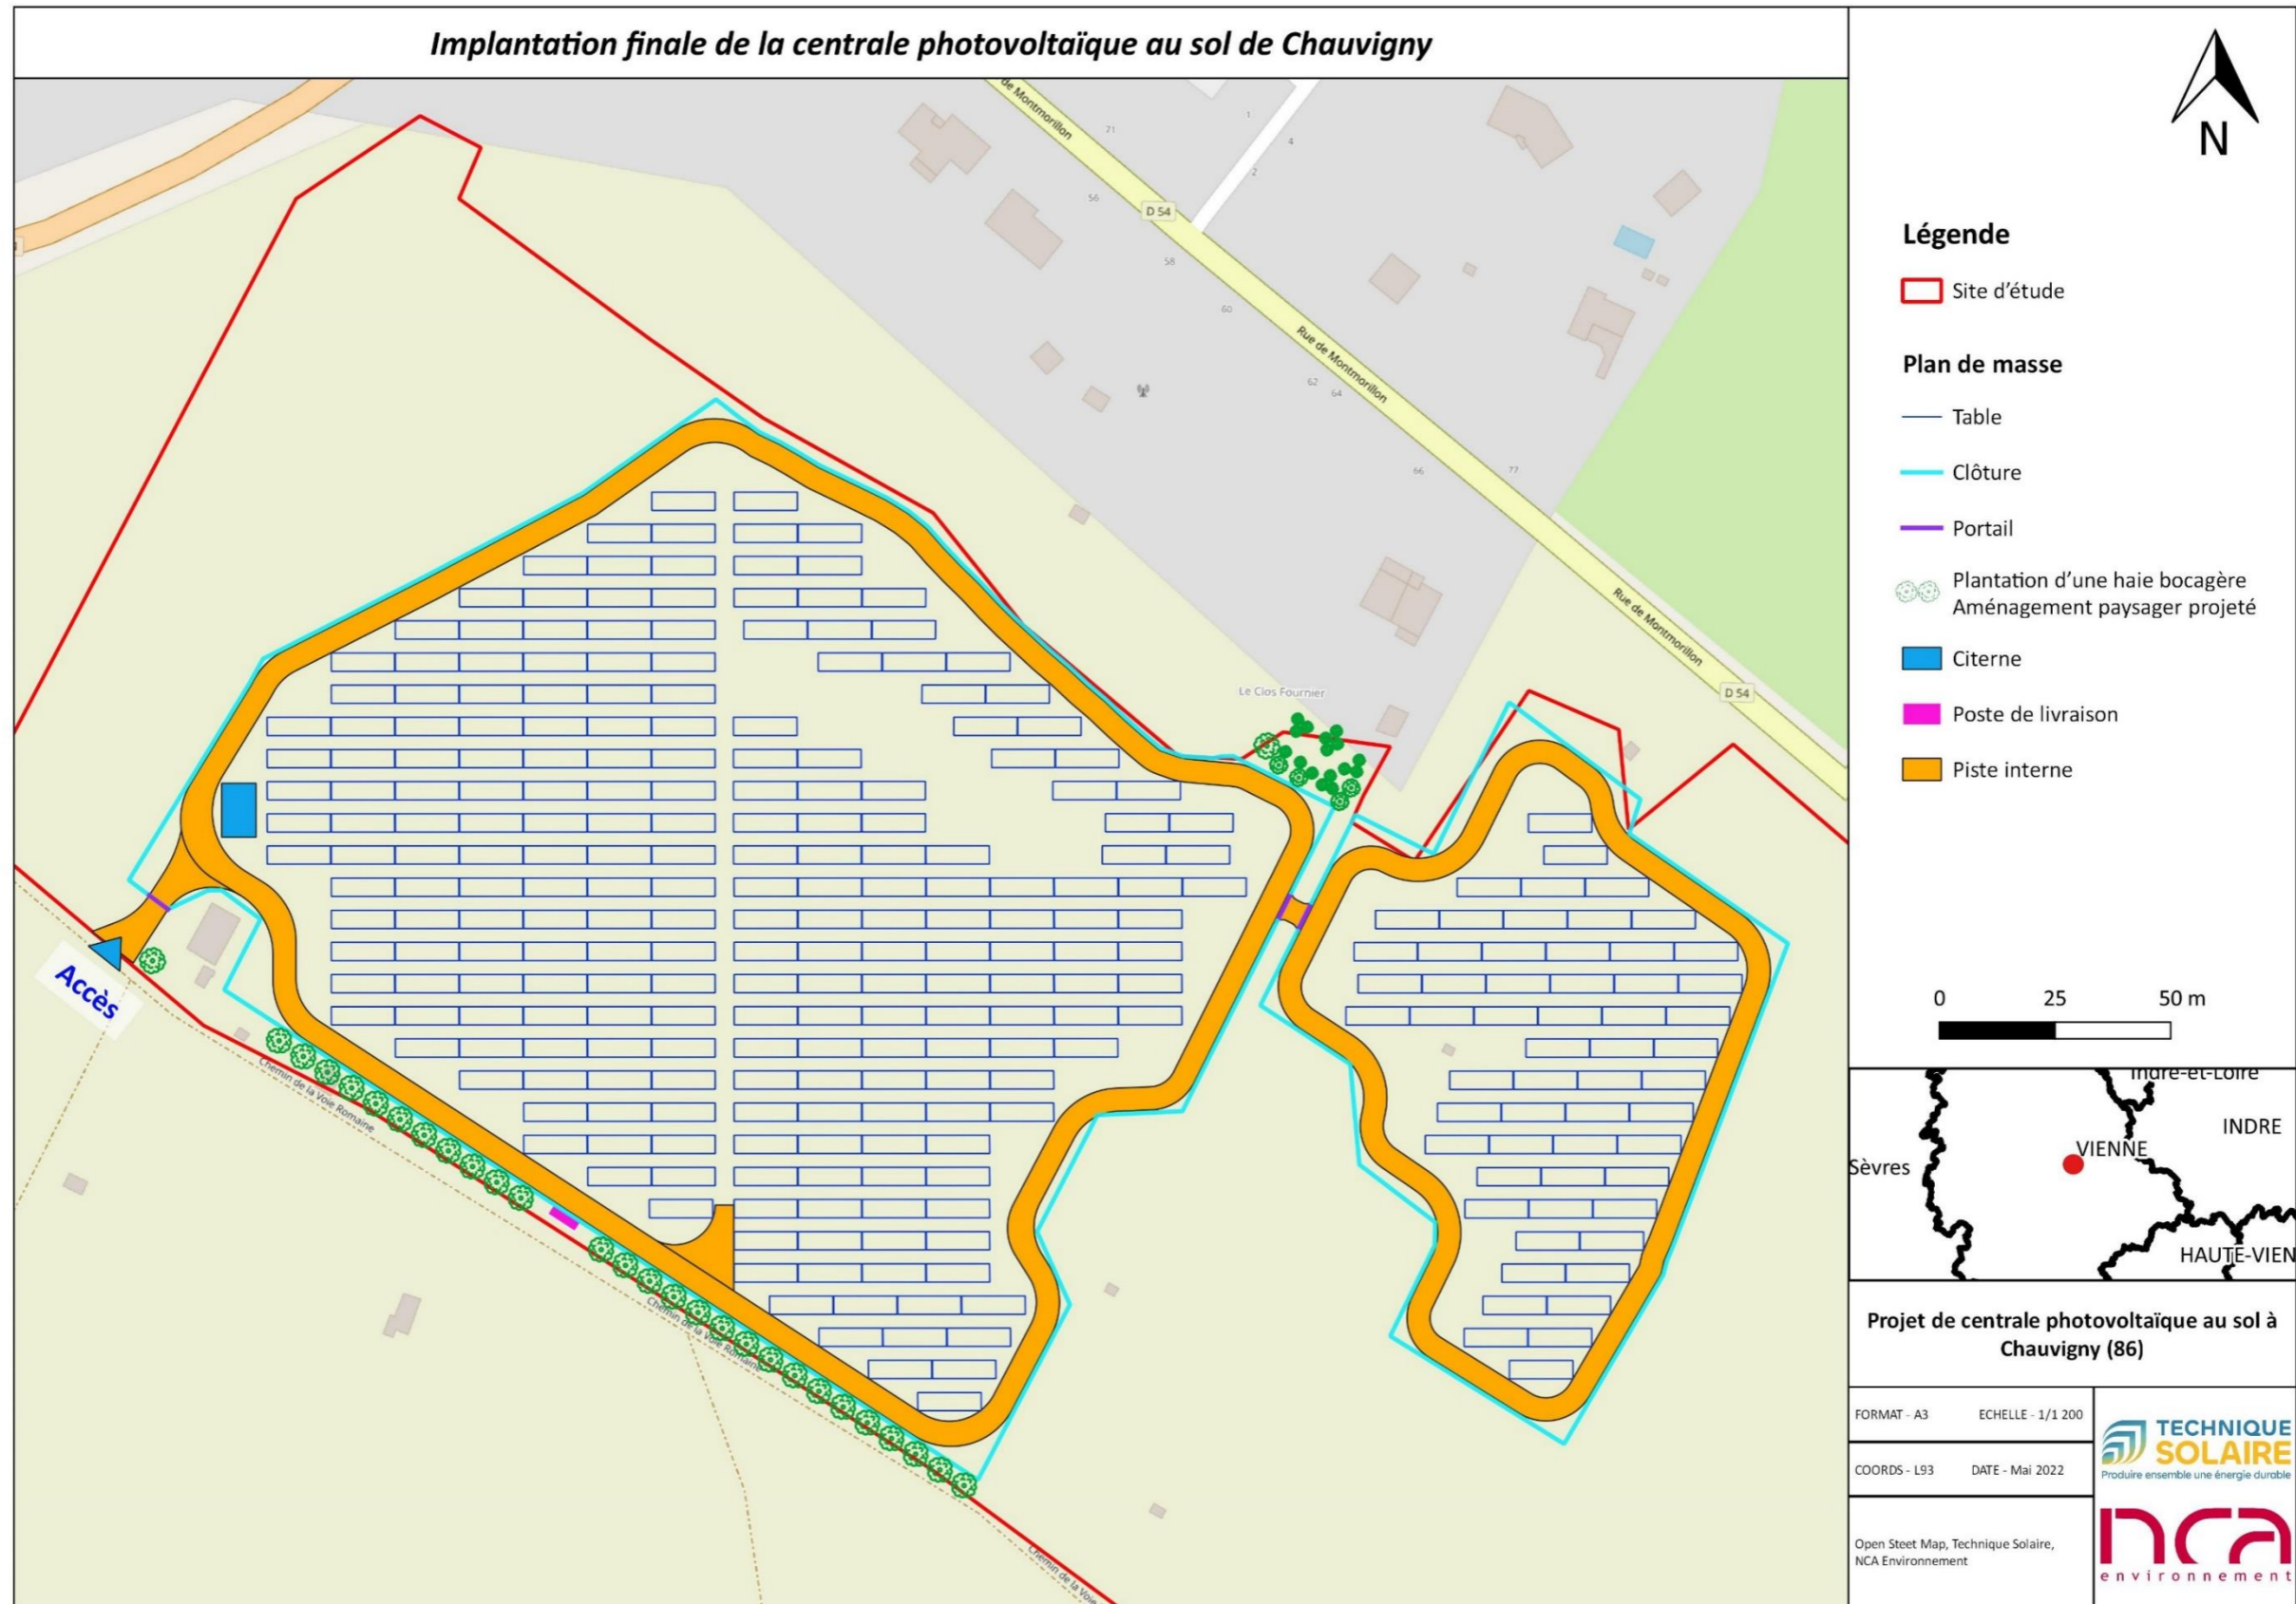 Implantation finale de la centrale photovoltaïque au sol de Chauvigny
de Montmorillon
71
1
4
2
56
D 54
58
60
Rue de Montmorillon
62
64
66
77
Rue de Montmorillon
D 54
Le Clos Fournier
Accès
Chemin de la Voie Romaine
Chemin de la Voie Romaine
Chemin de la Voie
N
Légende
Site d’étude
Plan de masse
Table
Clôture
Portail
Plantation d’une haie bocagère
Aménagement paysager projeté
Citerne
Poste de livraison
Piste interne
0 25 50 m
Indre-et-Loire
INDRE
VIENNE
Sèvres
HAUTE-VIEN
Projet de centrale photovoltaïque au sol à
Chauvigny (86)
FORMAT - A3 ECHELLE - 1/1 200
COORDS - L93 DATE - Mai 2022
Open Steet Map, Technique Solaire,
NCA Environnement
TECHNIQUE
SOLAIRE
Produire ensemble une énergie durable
nca
environnement